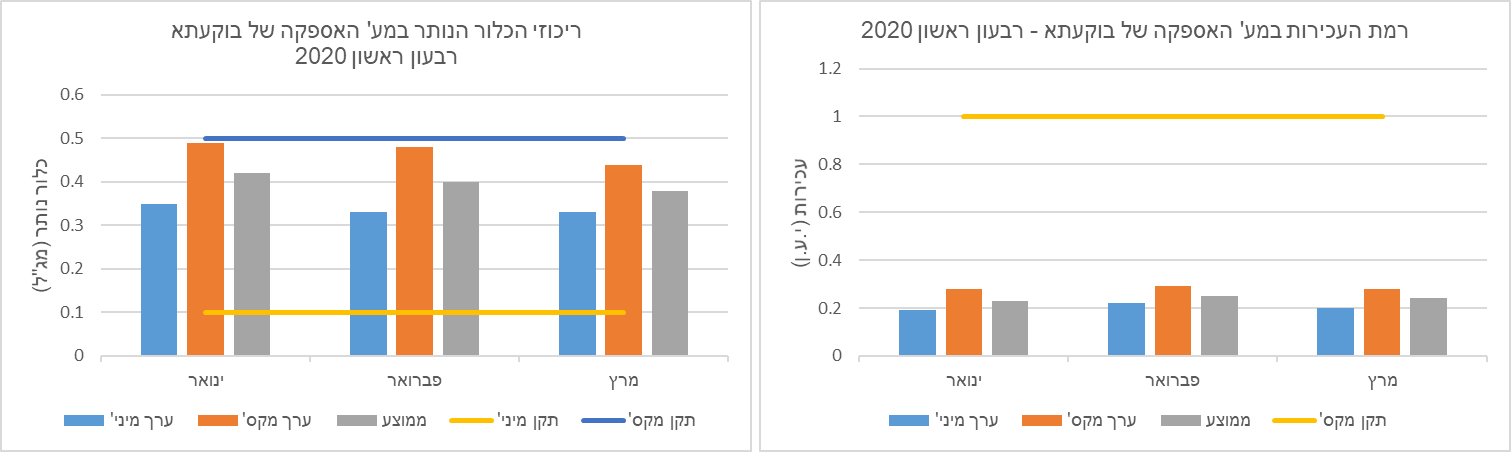 ריכוזי הכלור הנותר במע' האספקה של בוקעתא
רבעון ראשון 2020
0.6
0.5
0.4
0.3
0.2
0.1
0
כלור נותר (מג"ל)
ינואר
פברואר
מרץ
ערך מיני'
ערך מקס'
ממוצע
תקן מיני'
תקן מקס'
רמת העכירות במע' האספקה של בוקעתא - רבעון ראשון 2020
1.2
1
0.8
0.6
0.4
0.2
0
עכירות (י.ע.ן)
ינואר
פברואר
מרץ
ערך מיני'
ערך מקס'
ממוצע
תקן מקס'